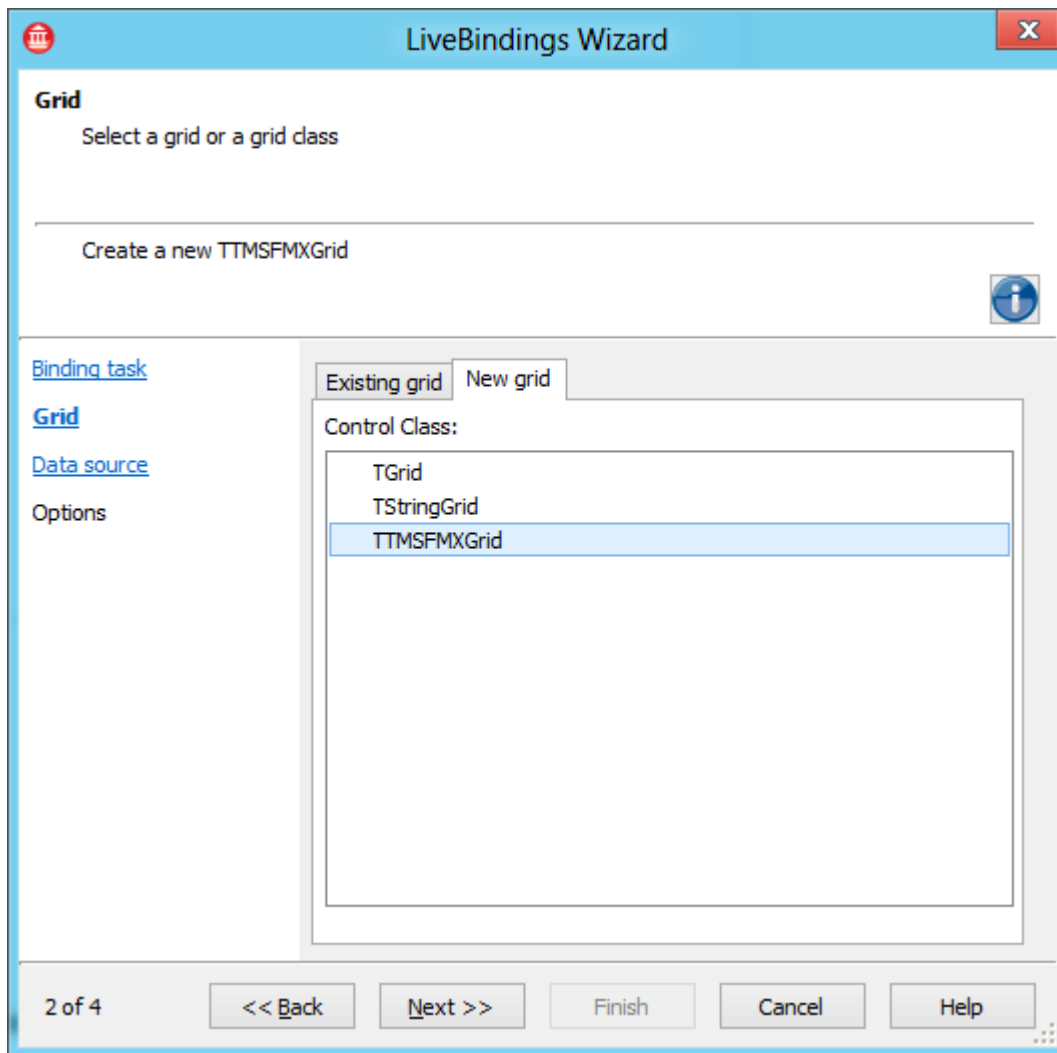 LiveBindings Wizard
x
Grid
Select a grid or a grid class
Create a new TTMSFMXGrid
i
Binding task
Grid
Data source
Options
Existing grid New grid
Control Class:
TGrid
TStringGrid
TTMSFMXGrid
2 of 4 << Back Next >> Finish Cancel Help